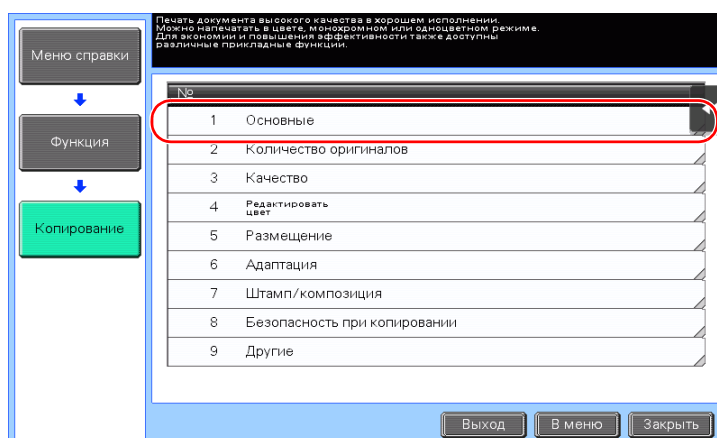 Печать документа высокого качества в хорошем исполнении.
Можно напечатать в цвете, монохромном или одноцветном режиме.
Для экономии и повышения эффективности также доступны
различные прикладные функции.
Меню справки
Функция
Копирование
№
1 Основные
2 Количество оригиналов
3 Качество
4 Редактировать
цвет
5 Размещение
6 Адаптация
7 Штамп/композиция
8 Безопасность при копировании
9 Другие
Выход В меню Закрыть